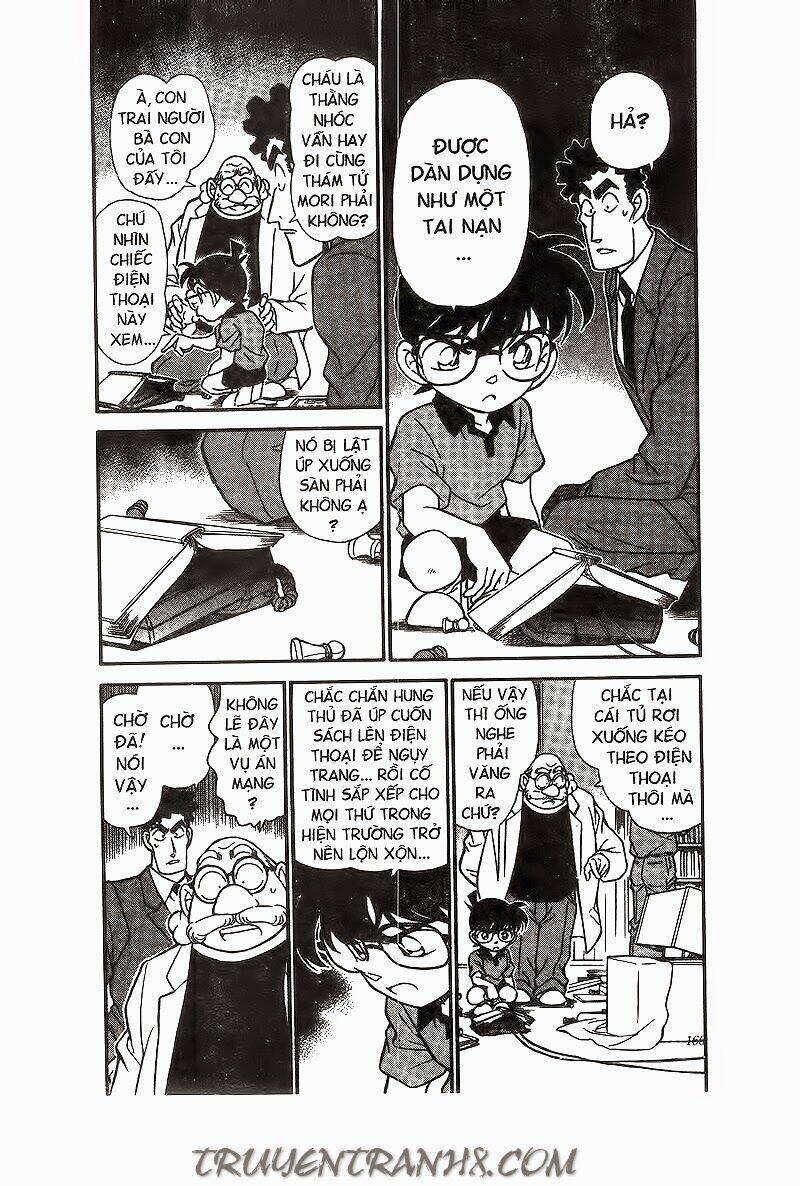 HẢ?
ĐƯỢC
DÀN DỰNG
NHƯ MỘT
TAI NẠN
...
CHÁU LÀ
THẰNG
NHÓC
VẪN HAY
ĐI CÙNG
THÁM TỬ
MORI PHẢI
KHÔNG?
À, CON
TRAI NGƯỜI
BÀ CON
CỦA TÔI
ĐẤY...
CHÚ
NHÌN
CHIẾC
ĐIỆN
THOẠI
NÀY
XEM...
NÓ BỊ LẬT
ÚP XUỐNG
SÀN PHẢI
KHÔNG Ạ
?
CHẮC TẠI
CÁI TỦ RƠI
XUỐNG KÉO
THEO ĐIỆN
THOẠI
THÔI MÀ
...
NẾU VẬY
THÌ ỐNG
NGHE
PHẢI
VĂNG
RA
CHỨ?
CHẮC CHẮN HUNG
THỦ ĐÃ ÚP CUỐN
SÁCH LÊN ĐIỆN
THOẠI ĐỂ NGỤY
TRANG... RỒI CỐ
TÌNH SẮP XẾP CHO
MỌI THỨ TRONG
HIỆN TRƯỜNG TRỞ
NÊN LỘN XỘN...
KHÔNG
LẼ ĐÂY
LÀ MỘT
VỤ ÁN
MẠNG
?
CHỜ
...
CHỜ
ĐÃ!
NÓI
VẬY
...
168
TRUYENTRANH8.COM